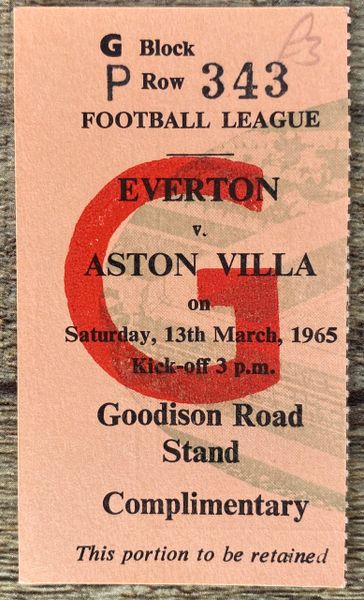 £3
G Block
P Row 343
FOOTBALL LEAGUE
EVERTON
v.
ASTON VILLA
on
Saturday, 13th March, 1965
Kick-off 3 p.m.
G
Goodison Road
Stand
Complimentary
This portion to be retained